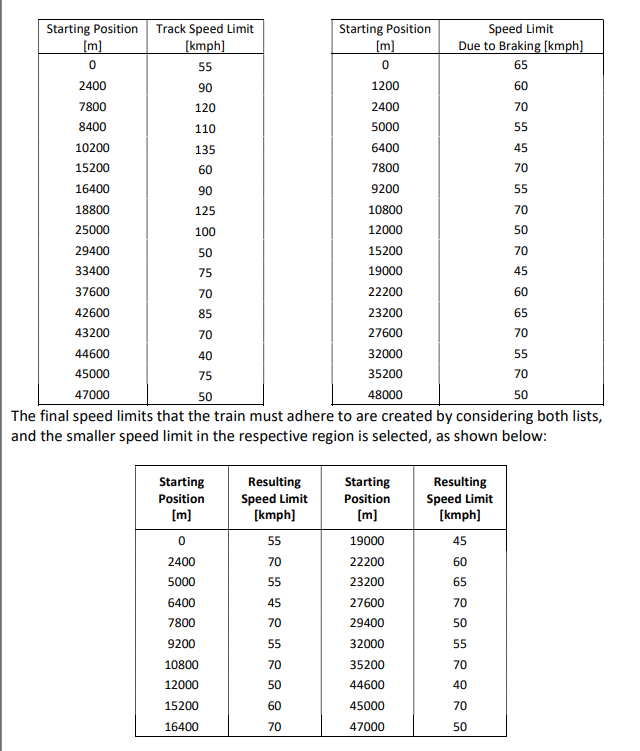 Starting Position Track Speed Limit Starting Position Speed Limit
[m] [kmph] [m] Due to Braking [kmph]
0 55 0 65
2400 90 1200 60
7800 120 2400 70
8400 110 5000 55
10200 135 6400 45
15200 60 7800 70
16400 90 9200 55
18800 125 10800 70
25000 100 12000 50
29400 50 15200 70
33400 75 19000 45
37600 70 22200 60
42600 85 23200 65
43200 70 27600 70
44600 40 32000 55
45000 75 35200 70
47000 50 48000 50
The final speed limits that the train must adhere to are created by considering both lists,
and the smaller speed limit in the respective region is selected, as shown below:
Starting Resulting Starting Resulting
Position Speed Limit Position Speed Limit
[m] [kmph] [m] [kmph]
0 55 19000 45
2400 70 22200 60
5000 55 23200 65
6400 45 27600 70
7800 70 29400 50
9200 55 32000 55
10800 70 35200 70
12000 50 44600 40
15200 60 45000 70
16400 70 47000 50